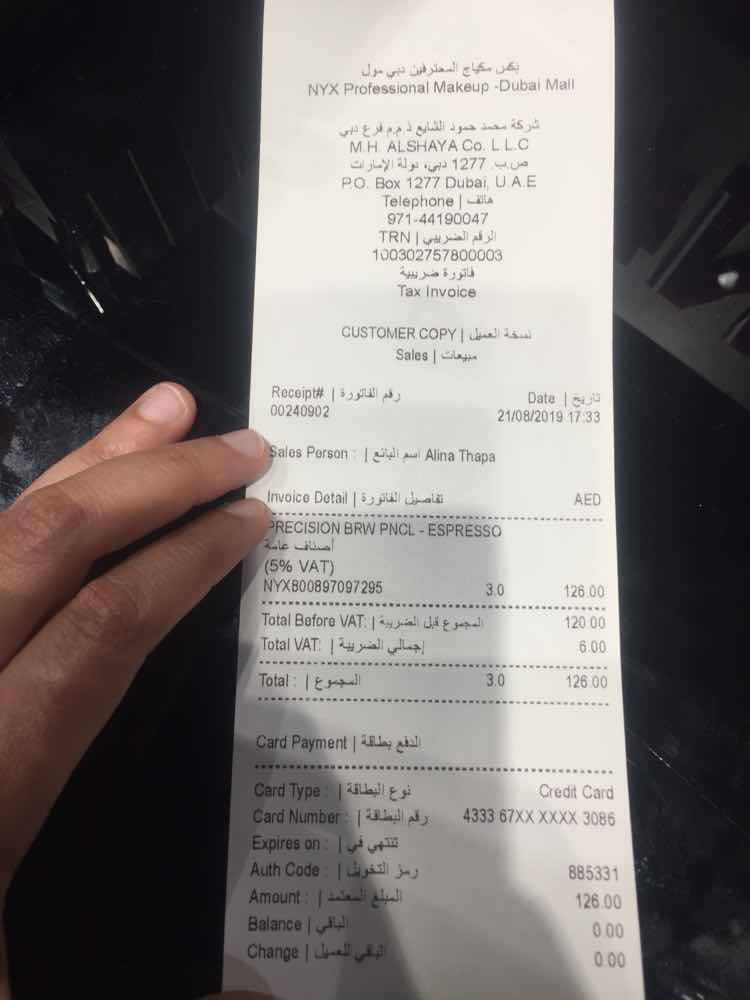 نكس مكياج المحترفين دبي مول
NYX Professional Makeup -Dubai Mall
شركة محمد حمود الشايع ذ.م.م فرع دبي
M.H. ALSHAYA Co. L.L.C
ص.ب. 1277 دبي، دولة الإمارات
P.O. Box 1277 Dubai, U.A.E
Telephone | هاتف
971-44190047
TRN | الرقم الضريبي
100302757800003
فاتورة ضريبية
Tax Invoice
CUSTOMER COPY | نسخة العميل
Sales | مبيعات
Receipt# | رقم الفاتورة Date | تاريخ
00240902 21/08/2019 17:33
Sales Person : | اسم البائع Alina Thapa
Invoice Detail | تفاصيل الفاتورة AED
PRECISION BRW PNCL - ESPRESSO
أصناف عامة
(5% VAT)
NYX800897097295 3.0 126.00
Total Before VAT: | المجموع قبل الضريبة 120.00
Total VAT: | إجمالي الضريبة 6.00
Total : | المجموع 3.0 126.00
Card Payment | الدفع بطاقة
Card Type : | نوع البطاقة Credit Card
Card Number : | رقم البطاقة 4333 67XX XXXX 3086
Expires on : | تنتهي في
Auth Code : | رمز التخويل 885331
Amount : | المبلغ المعتمد 126.00
Balance | الباقي 0.00
Change | الباقي للعميل 0.00